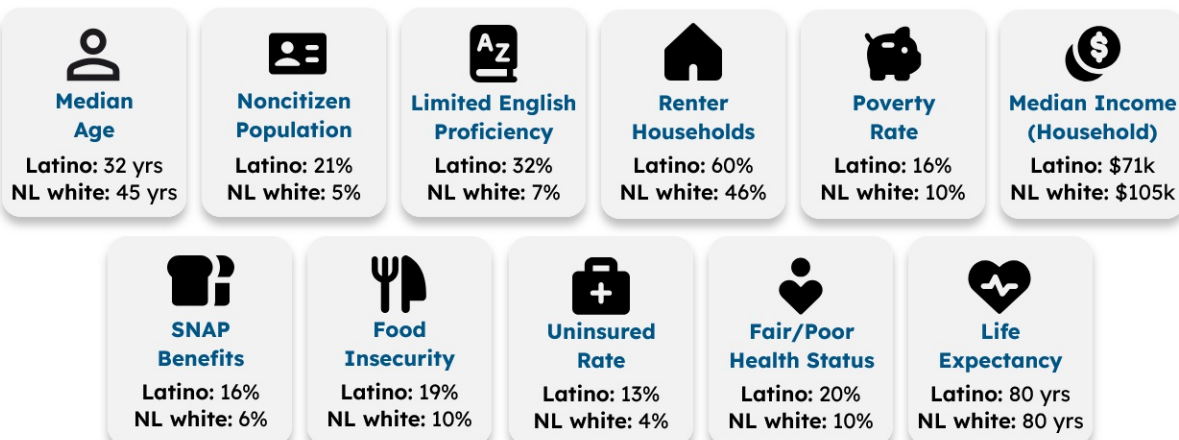 Median
Age
Latino: 32 yrs
NL white: 45 yrs
Noncitizen
Population
Latino: 21%
NL white: 5%
AZ
Limited English
Proficiency
Latino: 32%
NL white: 7%
Renter
Households
Latino: 60%
NL white: 46%
Poverty
Rate
Latino: 16%
NL white: 10%
$
Median Income
(Household)
Latino: $71k
NL white: $105k
SNAP
Benefits
Latino: 16%
NL white: 6%
Food
Insecurity
Latino: 19%
NL white: 10%
Uninsured
Rate
Latino: 13%
NL white: 4%
Fair/Poor
Health Status
Latino: 20%
NL white: 10%
Life
Expectancy
Latino: 80 yrs
NL white: 80 yrs